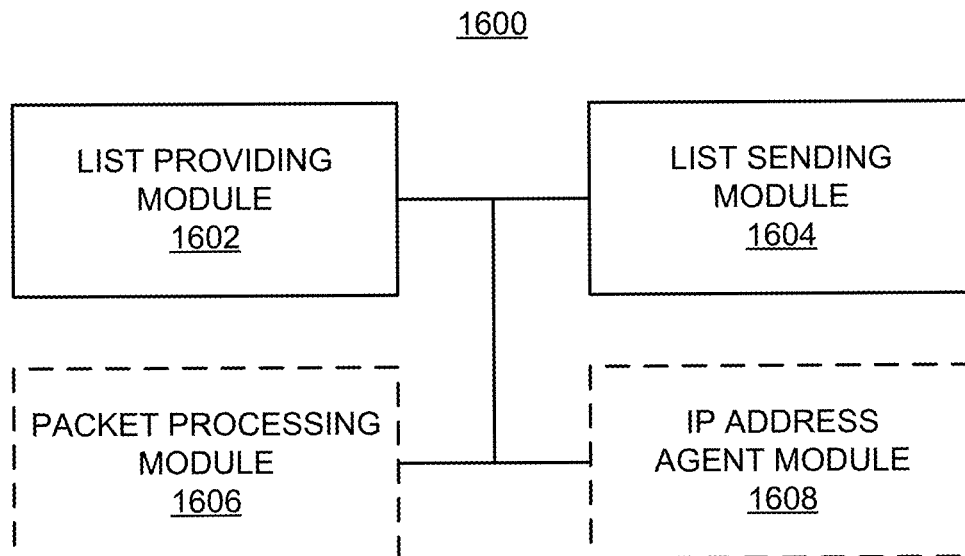 1600
LIST PROVIDING
MODULE
1602
LIST SENDING
MODULE
1604
PACKET PROCESSING
MODULE
1606
IP ADDRESS
AGENT MODULE
1608